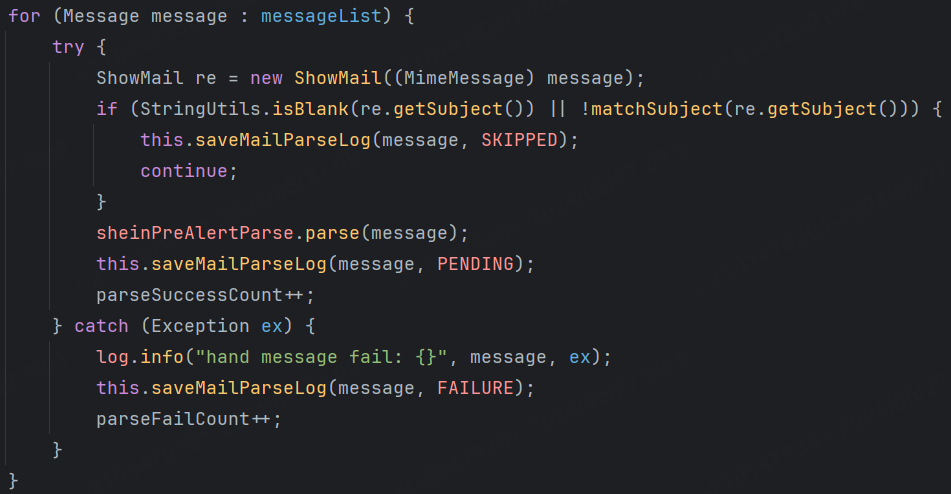 for (Message message : messageList) {
    try {
        ShowMail re = new ShowMail((MimeMessage) message);
        if (StringUtils.isBlank(re.getSubject()) || !matchSubject(re.getSubject())) {
            this.saveMailParseLog(message, SKIPPED);
            continue;
        }
        sheinPreAlertParse.parse(message);
        this.saveMailParseLog(message, PENDING);
        parseSuccessCount++;
    } catch (Exception ex) {
        log.info("hand message fail: {}", message, ex);
        this.saveMailParseLog(message, FAILURE);
        parseFailCount++;
    }
}